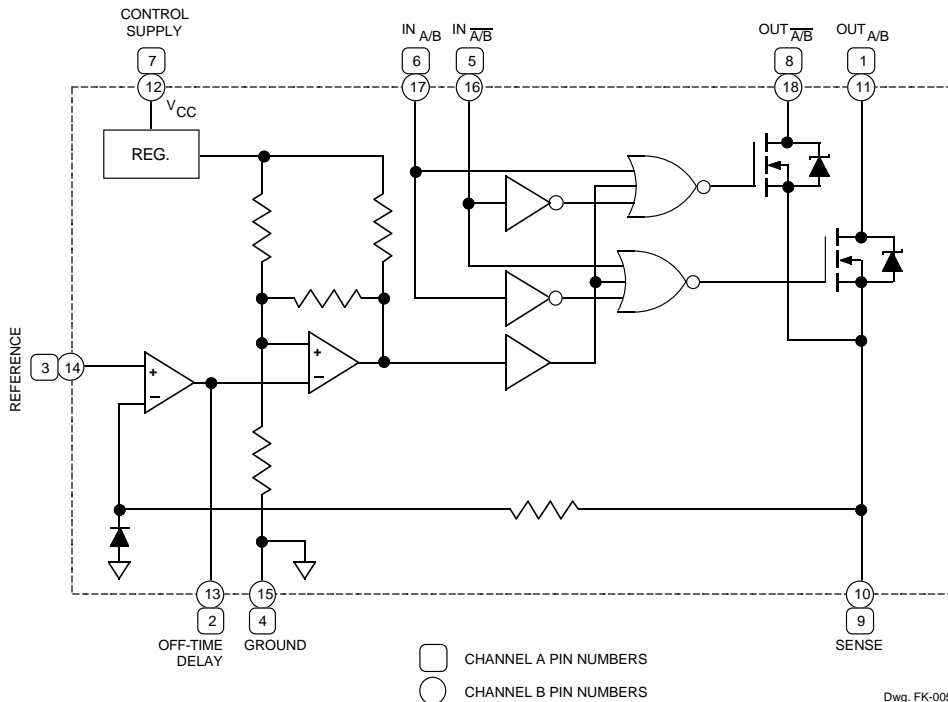 CONTROL
SUPPLY
IN A/B
IN A/B
OUT A/B
OUT A/B
7
6
5
8
1
12
17
16
18
11
VCC
REG.
REFERENCE
3
14
+
–
+
–
13
15
10
2
4
9
OFF-TIME
DELAY
GROUND
SENSE
CHANNEL A PIN NUMBERS
CHANNEL B PIN NUMBERS
Dwg. FK-005